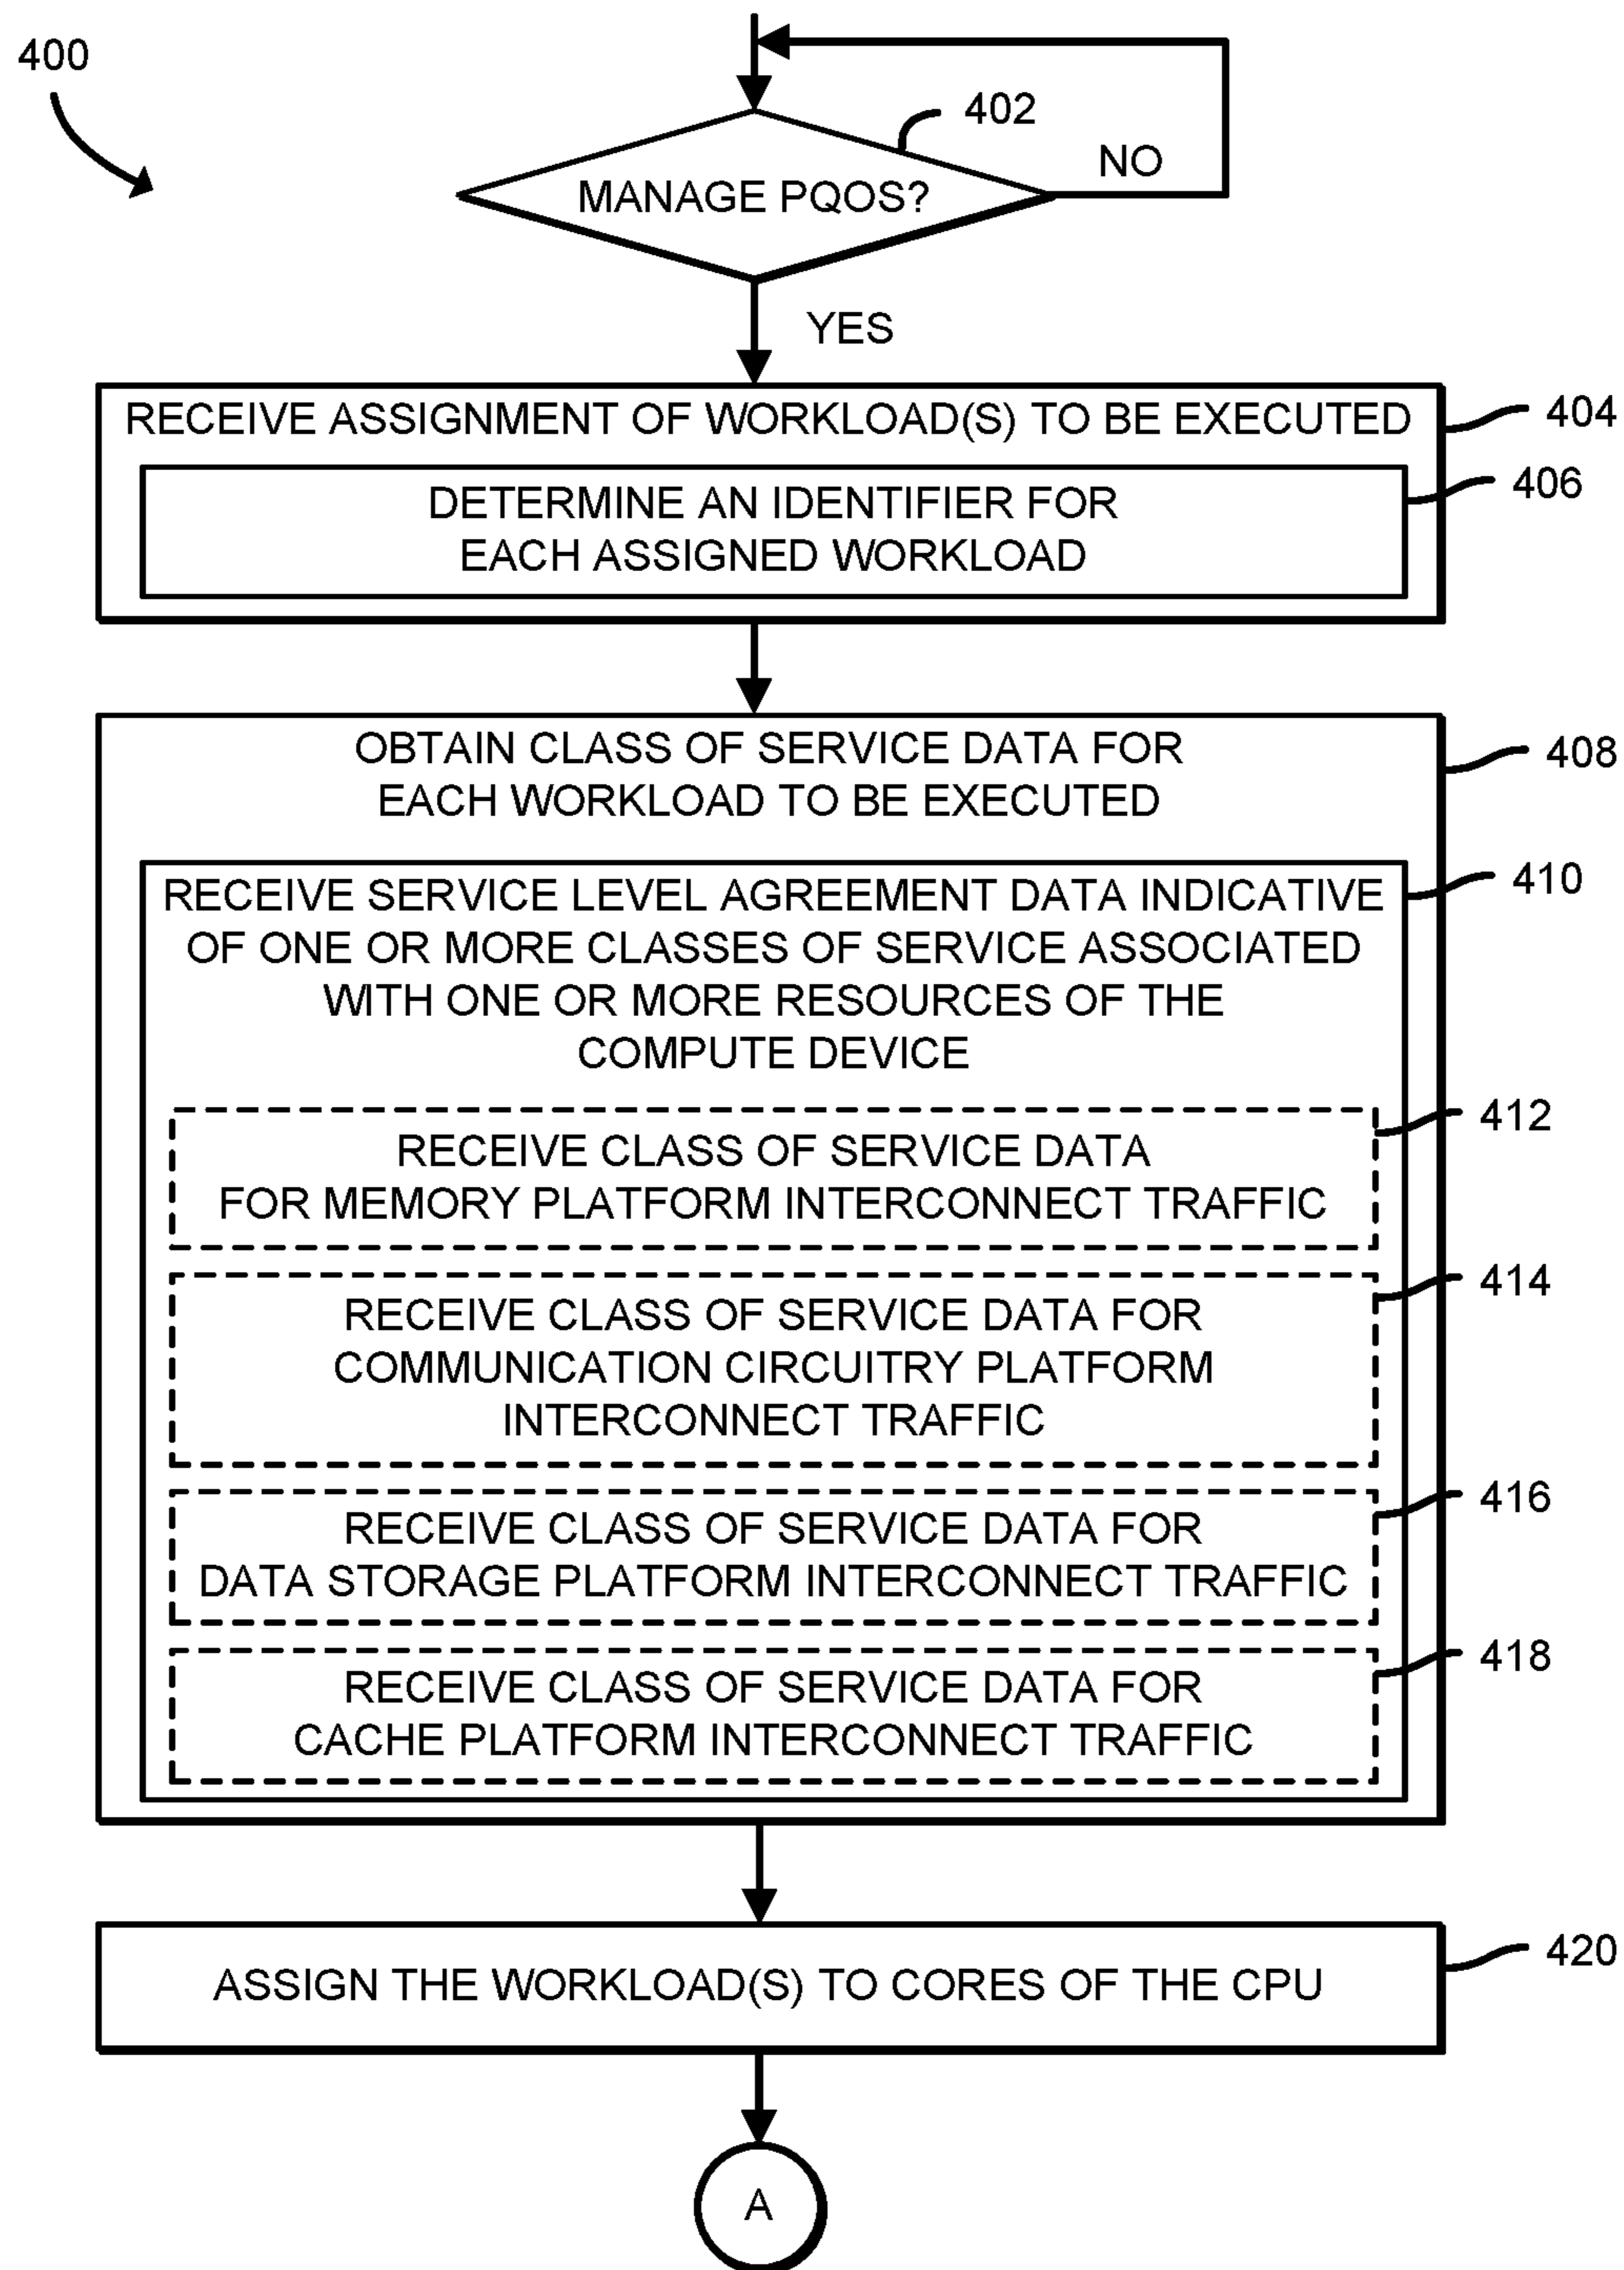 400
402
MANAGE PQOS?
NO
YES
RECEIVE ASSIGNMENT OF WORKLOAD(S) TO BE EXECUTED
404
DETERMINE AN IDENTIFIER FOR
EACH ASSIGNED WORKLOAD
406
OBTAIN CLASS OF SERVICE DATA FOR
EACH WORKLOAD TO BE EXECUTED
408
RECEIVE SERVICE LEVEL AGREEMENT DATA INDICATIVE
OF ONE OR MORE CLASSES OF SERVICE ASSOCIATED
WITH ONE OR MORE RESOURCES OF THE
COMPUTE DEVICE
410
RECEIVE CLASS OF SERVICE DATA
FOR MEMORY PLATFORM INTERCONNECT TRAFFIC
412
RECEIVE CLASS OF SERVICE DATA FOR
COMMUNICATION CIRCUITRY PLATFORM
INTERCONNECT TRAFFIC
414
RECEIVE CLASS OF SERVICE DATA FOR
DATA STORAGE PLATFORM INTERCONNECT TRAFFIC
416
RECEIVE CLASS OF SERVICE DATA FOR
CACHE PLATFORM INTERCONNECT TRAFFIC
418
ASSIGN THE WORKLOAD(S) TO CORES OF THE CPU
420
A